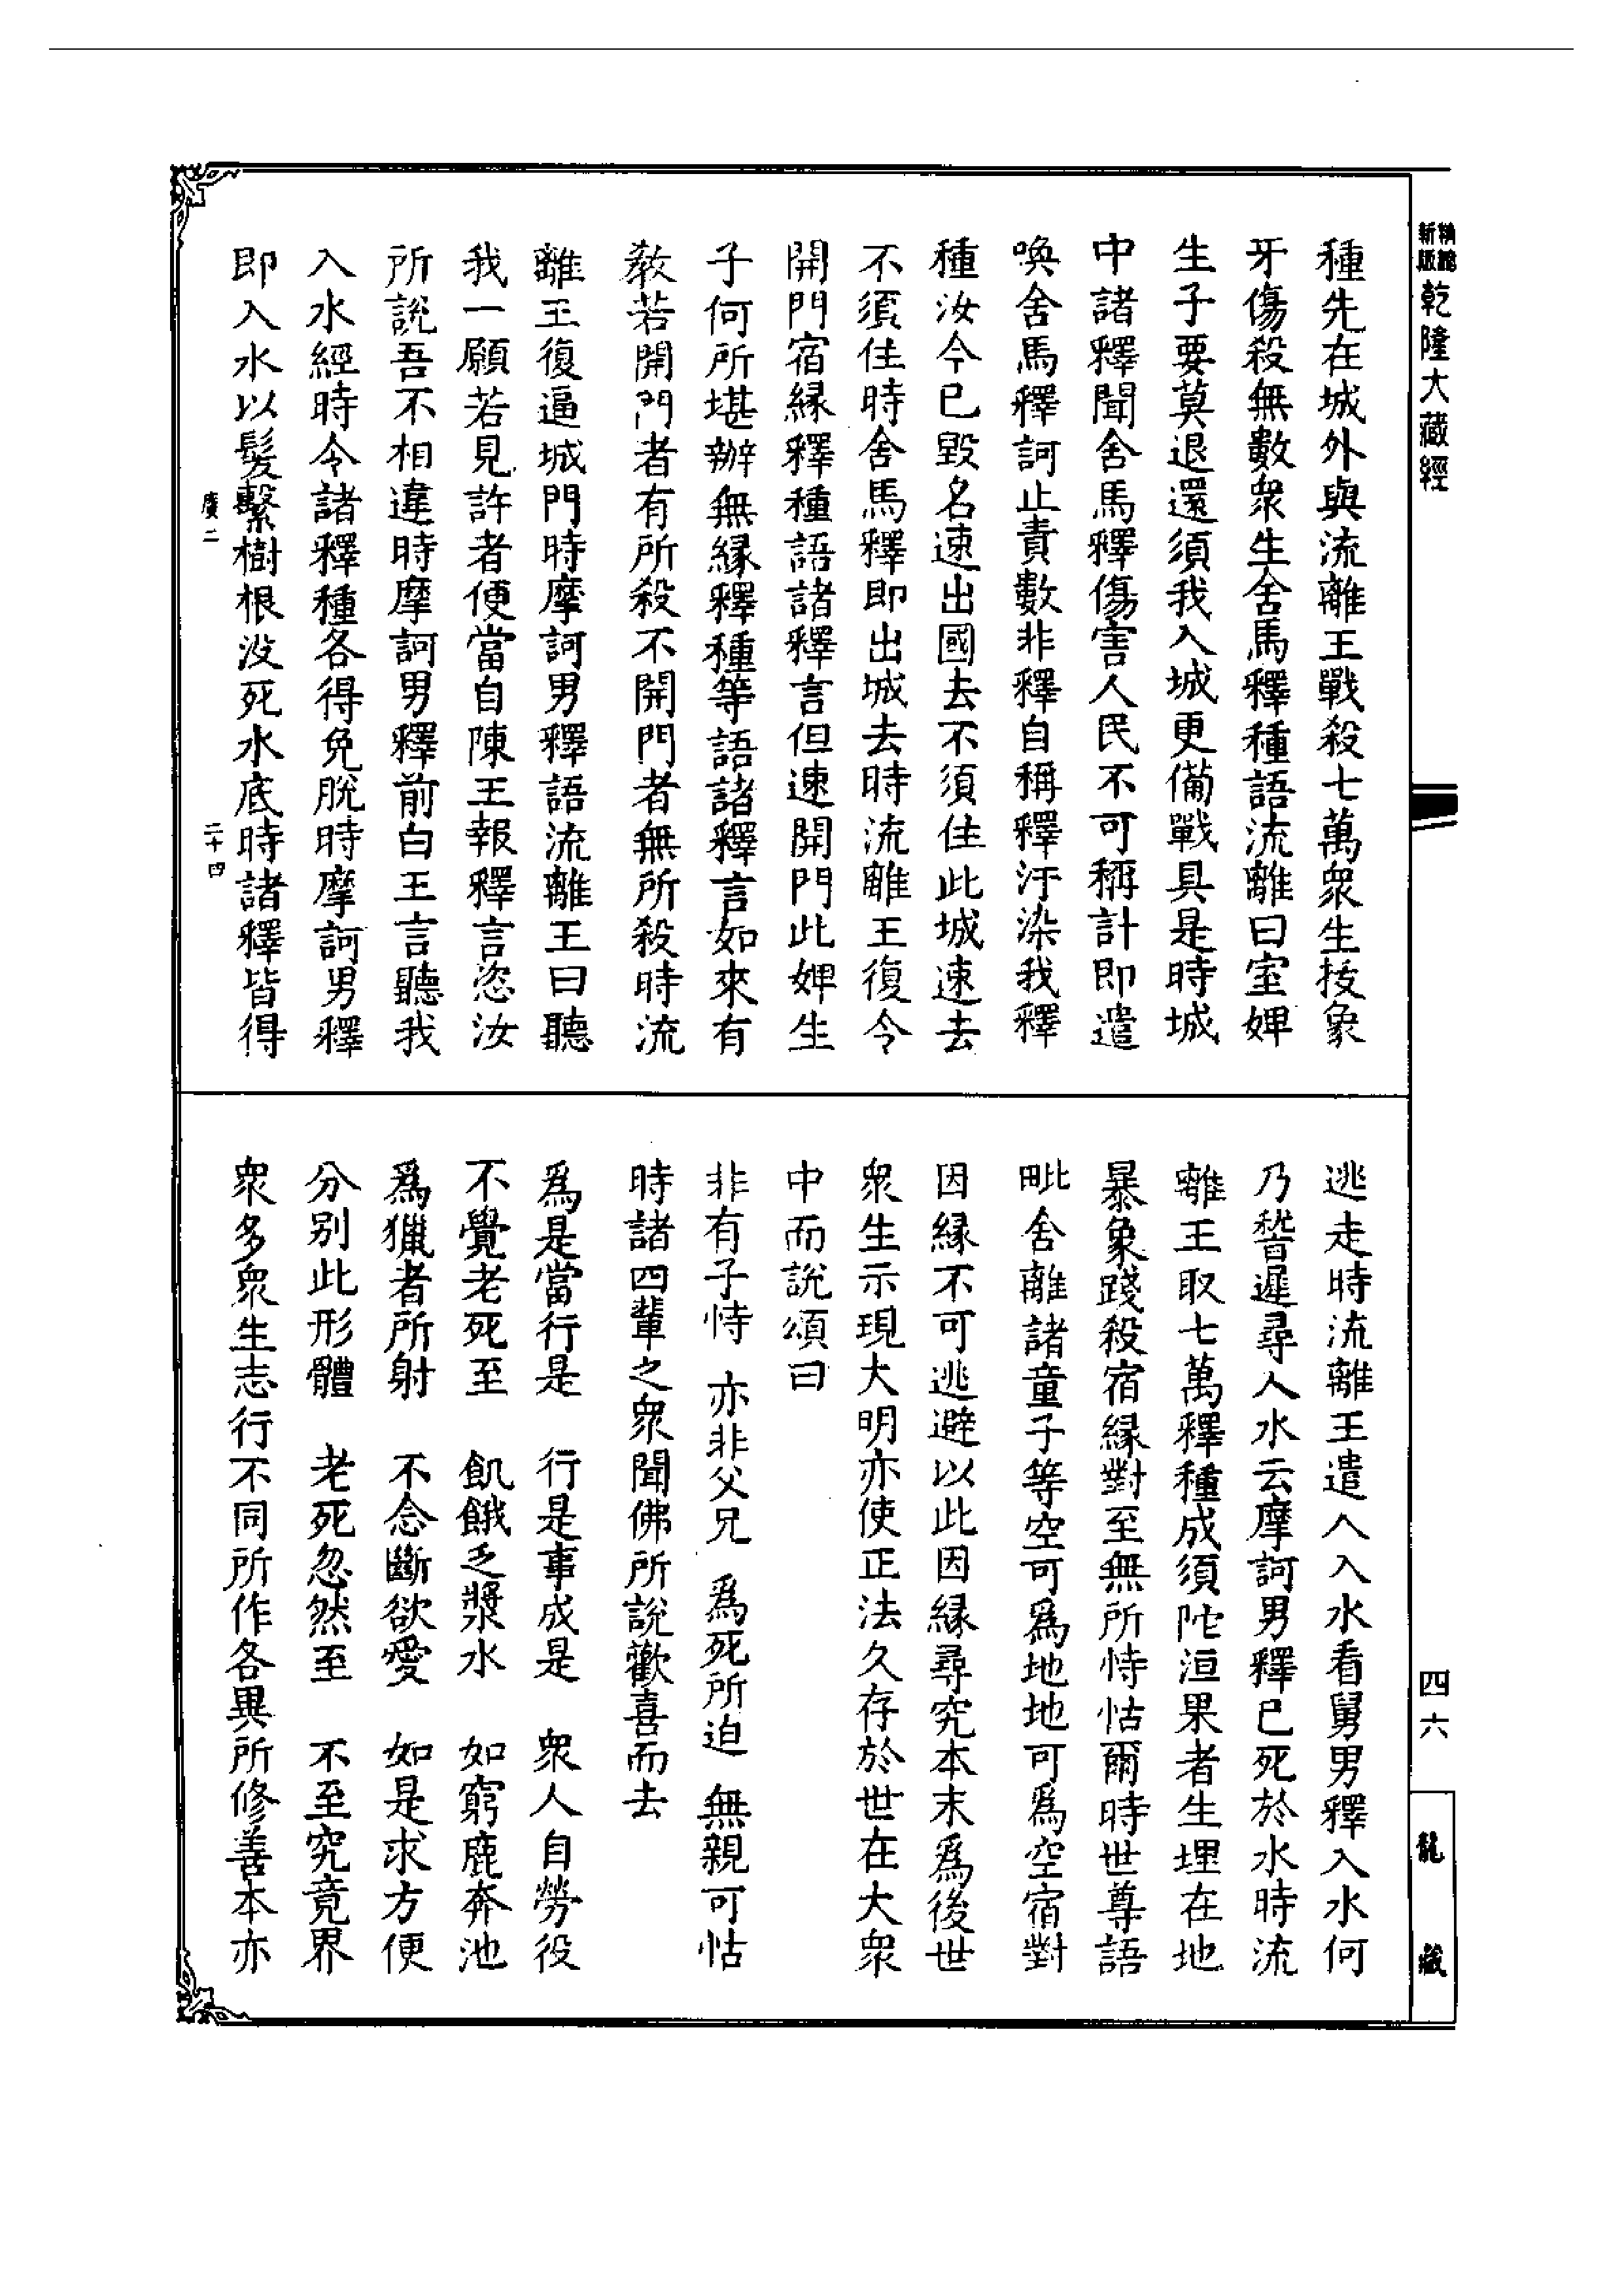 新版
精縮
乾隆大藏經
種先在城外與流離王戰殺七萬衆生拔象
牙傷殺無數衆生舍馬釋種語流離曰室婢
生子要莫退還須我入城更備戰具是時城
中諸釋聞舍馬釋傷害人民不可稱計即遣
喚舍馬釋訶止責數非釋自稱釋汙染我釋
種汝今已毀名速出國去不須住此城速去
不須住時舍馬釋即出城去時流離王復令
開門宿緣釋種語諸釋言但速開門此婢生
子何所堪辦無緣釋種等語諸釋言如來有
教若開門者有所殺不開門者無所殺時流
離王復逼城門時摩訶男釋語流離王曰聽
我一願若見許者便當自陳王報釋言恣汝
所說吾不相違時摩訶男釋前白王言聽我
入水經時令諸釋種各得免脫時摩訶男釋
即入水以髮繫樹根没死水底時諸釋皆得
廣二
二十四
逃走時流離王遣人入水看舅男釋入水何
乃稽遲尋人水云摩訶男釋已死於水時流
離王取七萬釋種成須陀洹果者生埋在地
暴象踐殺宿緣對至無所恃怙爾時世尊語
毗舍離諸童子等空可爲地地可爲空宿對
因緣不可逃避以此因緣尋究本末爲後世
衆生示現大明亦使正法久存於世在大衆
中而說頌曰
非有子恃 亦非父兄 爲死所迫 無親可怙
時諸四輩之衆聞佛所說歡喜而去
爲是當行是 行是事成是 衆人自勞役
不覺老死至 飢餓乏漿水 如窮鹿奔池
爲獵者所射 不念斷欲愛 如是求方便
分別此形體 老死忽然至 不至究竟界
衆多衆生志行不同所作各異所修善本亦
四六
龍藏